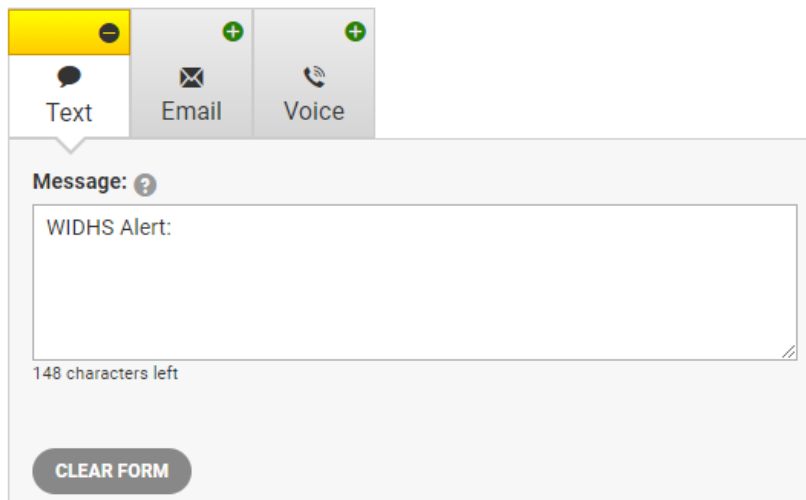 Text
Email
Voice
Message:
WIDHS Alert:
148 characters left
CLEAR FORM